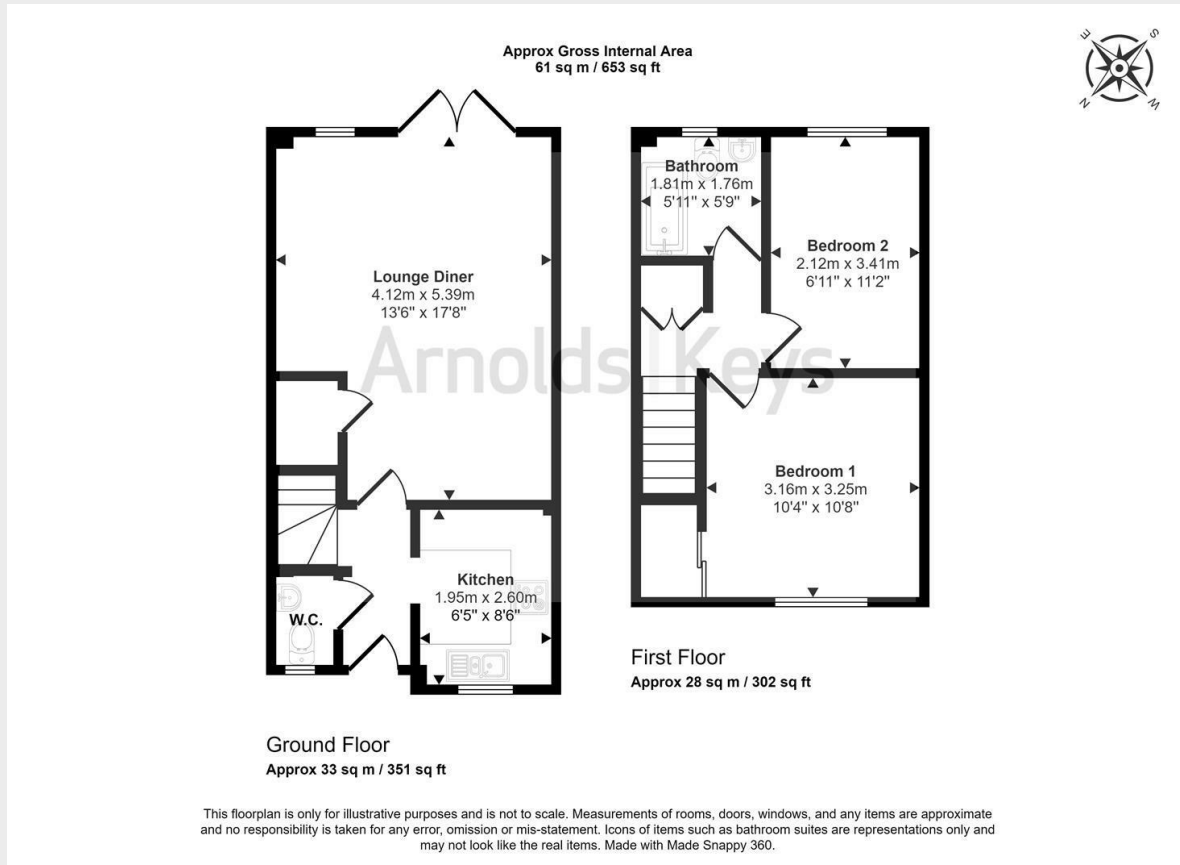 Approx Gross Internal Area
61 sq m / 653 sq ft
E
S
N
W
Lounge Diner
4.12m x 5.39m
13'6" x 17'8"
Bathroom
1.81m x 1.76m
5'11" x 5'9"
Bedroom 2
2.12m x 3.41m
6'11" x 11'2"
Arnolds|Keys
Bedroom 1
3.16m x 3.25m
10'4" x 10'8"
Kitchen
1.95m x 2.60m
6'5" x 8'6"
W.C.
First Floor
Approx 28 sq m / 302 sq ft
Ground Floor
Approx 33 sq m / 351 sq ft
This floorplan is only for illustrative purposes and is not to scale. Measurements of rooms, doors, windows, and any items are approximate
and no responsibility is taken for any error, omission or mis-statement. Icons of items such as bathroom suites are representations only and
may not look like the real items. Made with Made Snappy 360.